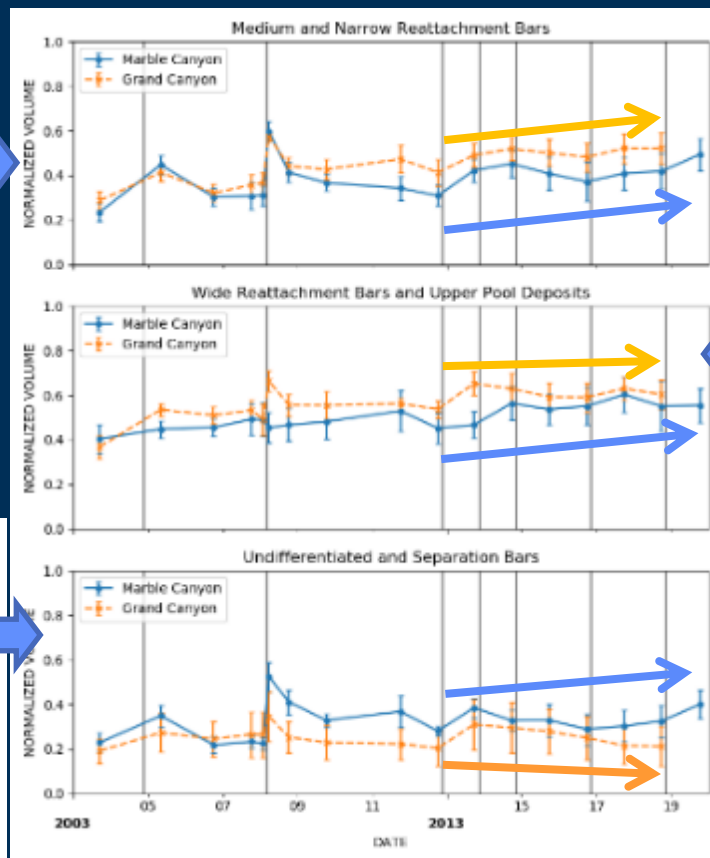 Medium and Narrow Reattachment Bars
1.0
Marble Canyon
Grand Canyon
0.8
0.6
0.4
0.2
0.0
NORMALIZED VOLUME
Wide Reattachment Bars and Upper Pool Deposits
1.0
Marble Canyon
Grand Canyon
0.8
0.6
0.4
0.2
0.0
NORMALIZED VOLUME
Undifferentiated and Separation Bars
1.0
Marble Canyon
Grand Canyon
0.8
0.6
0.4
0.2
0.0
NORMALIZED VOLUME
05 07 09 11 15 17 19
2003 2013
DATE